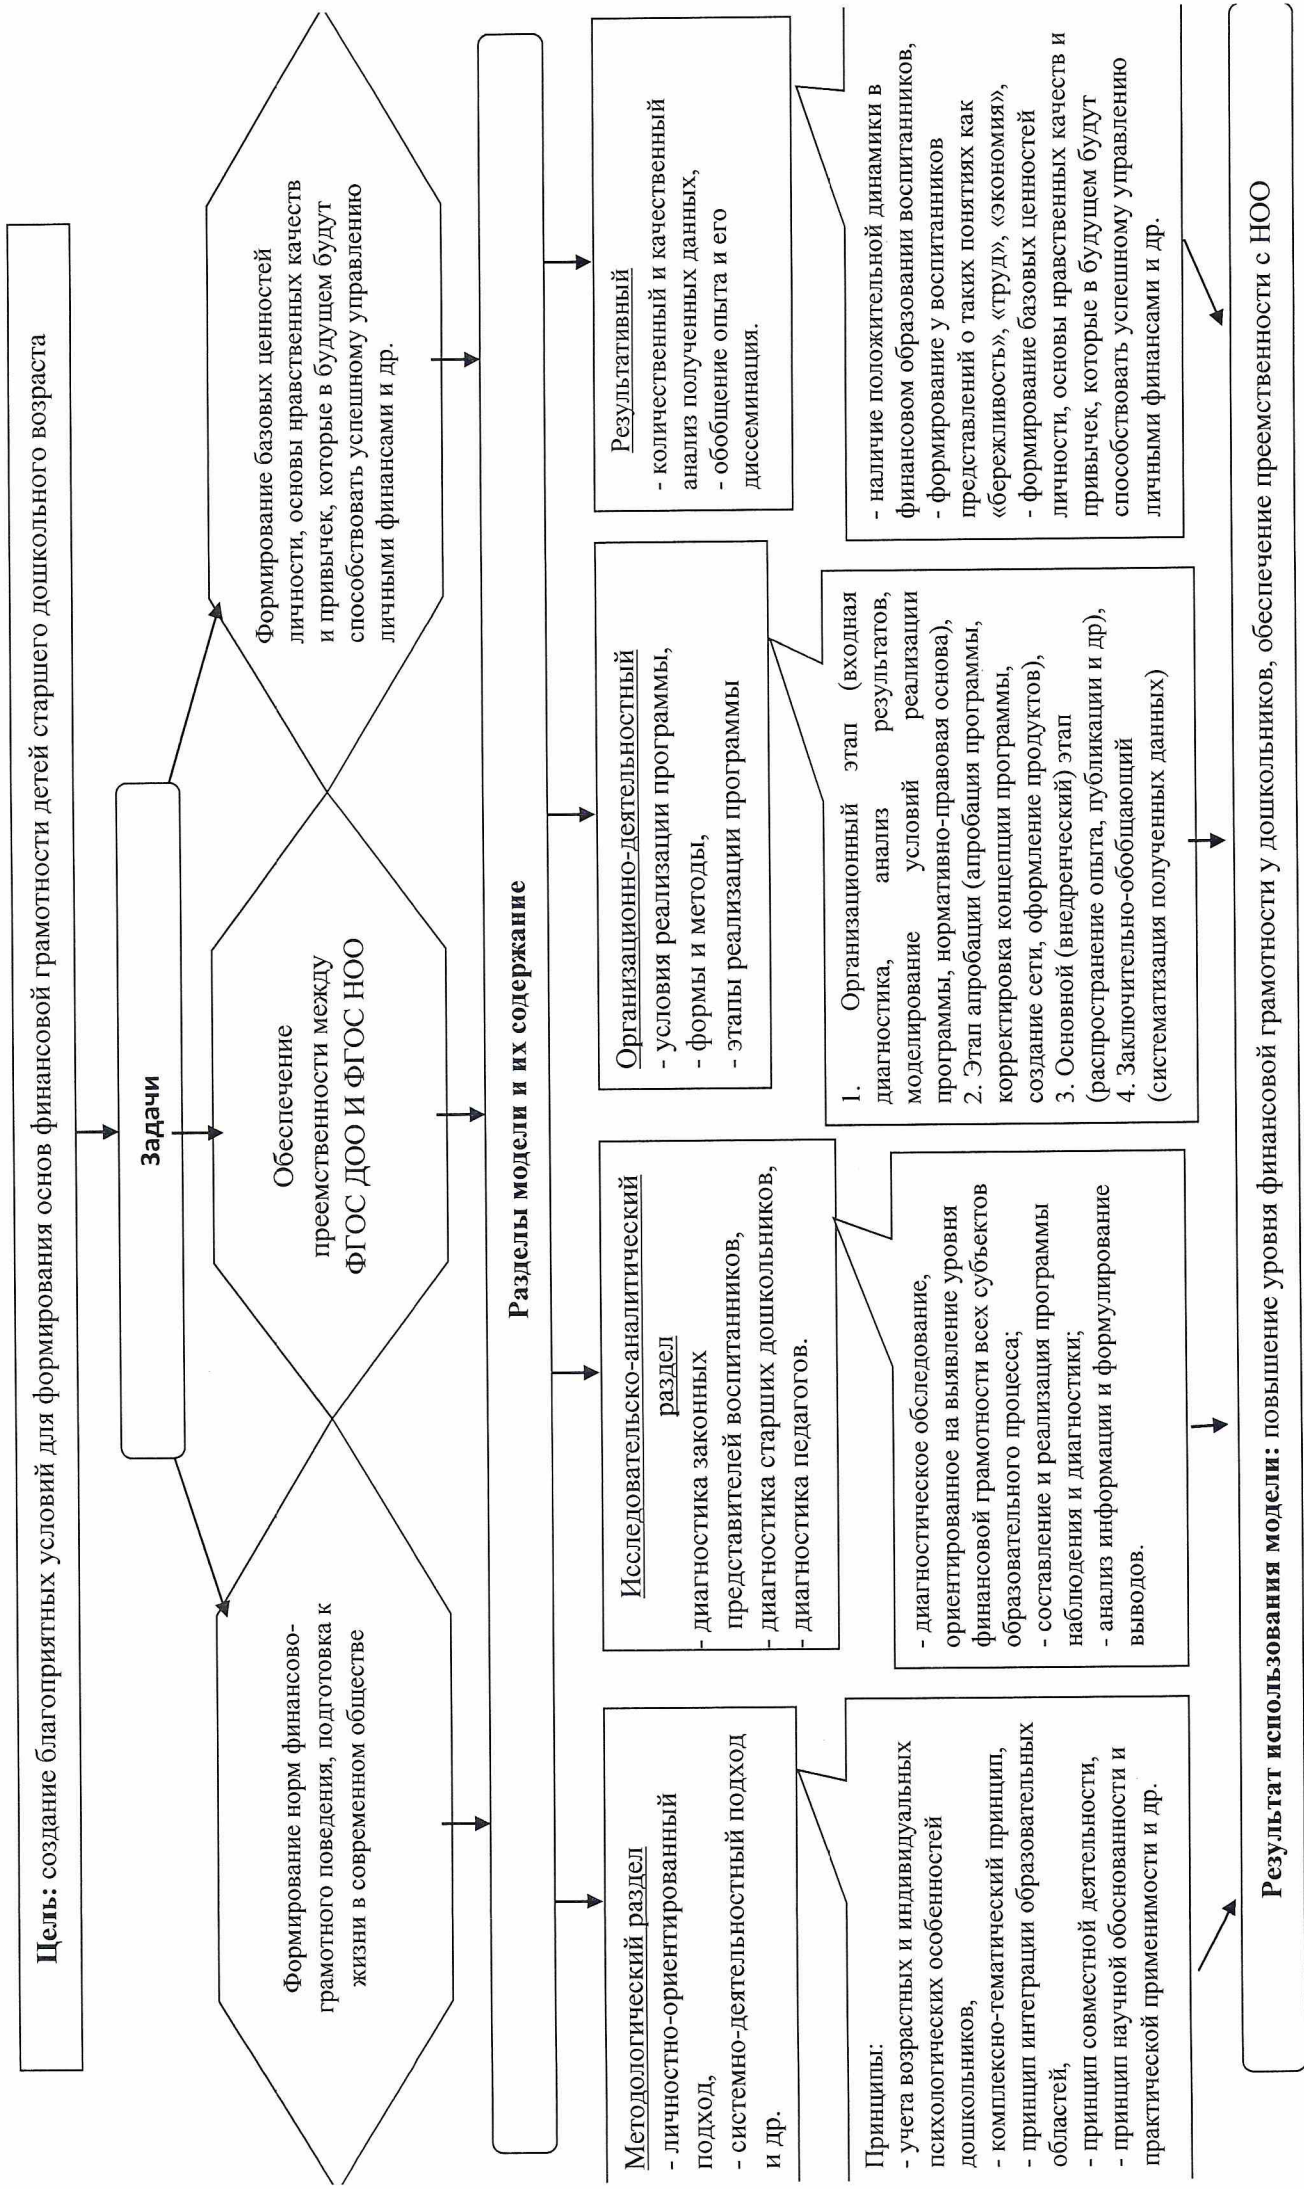 Цель: создание благоприятных условий для формирования основ финансовой грамотности детей старшего дошкольного возраста
Задачи
Формирование норм финансово-
грамотного поведения, подготовка к
жизни в современном обществе
Обеспечение
преемственности между
ФГОС ДОО И ФГОС НОО
Формирование базовых ценностей
личности, основы нравственных качеств
и привычек, которые в будущем будут
способствовать успешному управлению
личными финансами и др.
Разделы модели и их содержание
Методологический раздел
- личностно-ориентированный
подход,
- системно-деятельностный подход
и др.
Исследовательско-аналитический
раздел
- диагностика законных
представителей воспитанников,
- диагностика старших дошкольников,
- диагностика педагогов.
Организационно-деятельностный
- условия реализации программы,
- формы и методы,
- этапы реализации программы
Результативный
- количественный и качественный
анализ полученных данных,
- обобщение опыта и его
диссеминация.
Принципы:
- учета возрастных и индивидуальных
психологических особенностей
дошкольников,
- комплексно-тематический принцип,
- принцип интеграции образовательных
областей,
- принцип совместной деятельности,
- принцип научной обоснованности и
практической применимости и др.
- диагностическое обследование,
ориентированное на выявление уровня
финансовой грамотности всех субъектов
образовательного процесса;
- составление и реализация программы
наблюдения и диагностики;
- анализ информации и формулирование
выводов.
1. Организационный этап (входная
диагностика, анализ результатов,
моделирование условий реализации
программы, нормативно-правовая основа),
2. Этап апробации (апробация программы,
корректировка концепции программы,
создание сети, оформление продуктов),
3. Основной (внедренческий) этап
(распространение опыта, публикации и др),
4. Заключительно-обобщающий
(систематизация полученных данных)
- наличие положительной динамики в
финансовом образовании воспитанников,
- формирование у воспитанников
представлений о таких понятиях как
«бережливость», «труд», «экономия»,
- формирование базовых ценностей
личности, основы нравственных качеств и
привычек, которые в будущем будут
способствовать успешному управлению
личными финансами и др.
Результат использования модели: повышение уровня финансовой грамотности у дошкольников, обеспечение преемственности с НОО